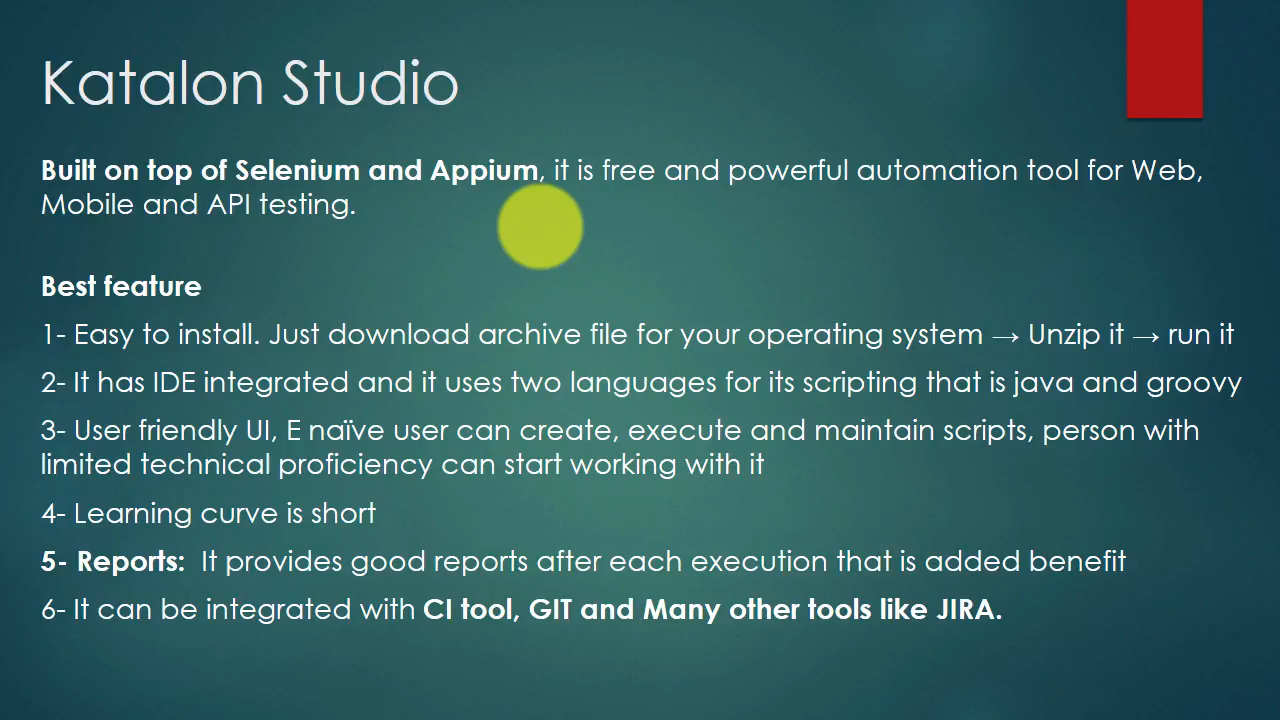 Katalon Studio
Built on top of Selenium and Appium, it is free and powerful automation tool for Web,
Mobile and API testing.
Best feature
1- Easy to install. Just download archive file for your operating system → Unzip it → run it
2- It has IDE integrated and it uses two languages for its scripting that is java and groovy
3- User friendly UI, E naïve user can create, execute and maintain scripts, person with
limited technical proficiency can start working with it
4- Learning curve is short
5- Reports:  It provides good reports after each execution that is added benefit
6- It can be integrated with CI tool, GIT and Many other tools like JIRA.